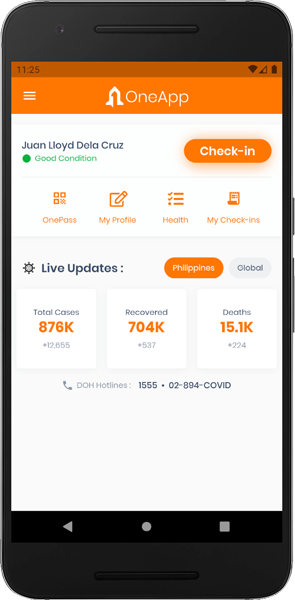 11:25
OneApp
Juan Lloyd Dela Cruz
Good Condition
Check-in
OnePass My Profile Health My Check-ins
Live Updates :
Philippines Global
Total Cases Recovered Deaths
876K 704K 15.1K
+12,655 +537 +224
DOH Hotlines : 1555 • 02-894-COVID